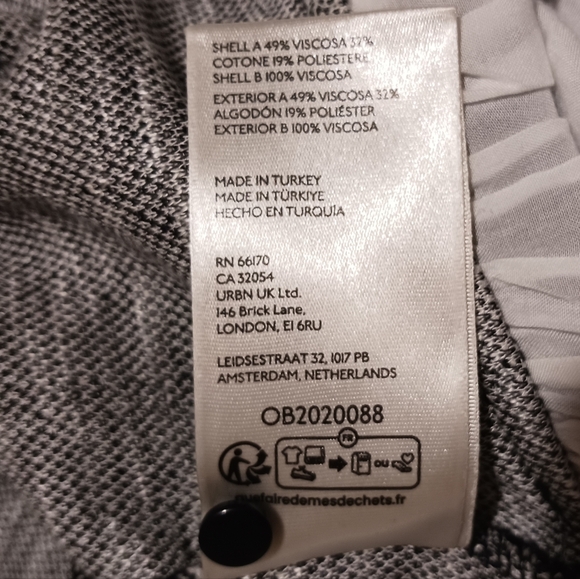 SHELL A 49% VISCOSA 32%
COTONE 19% POLIESTERE
SHELL B 100% VISCOSA
EXTERIOR A 49% VISCOSA 32%
ALGODÓN 19% POLIÉSTER
EXTERIOR B 100% VISCOSA
MADE IN TURKEY
MADE IN TÜRKIYE
HECHO EN TURQUÍA
RN 66170
CA 32054
URBN UK Ltd.
146 Brick Lane,
LONDON, E1 6RU
LEIDSESTRAAT 32, 1017 PB
AMSTERDAM, NETHERLANDS
OB2020088
FR
OU
quefairedemesdechets.fr